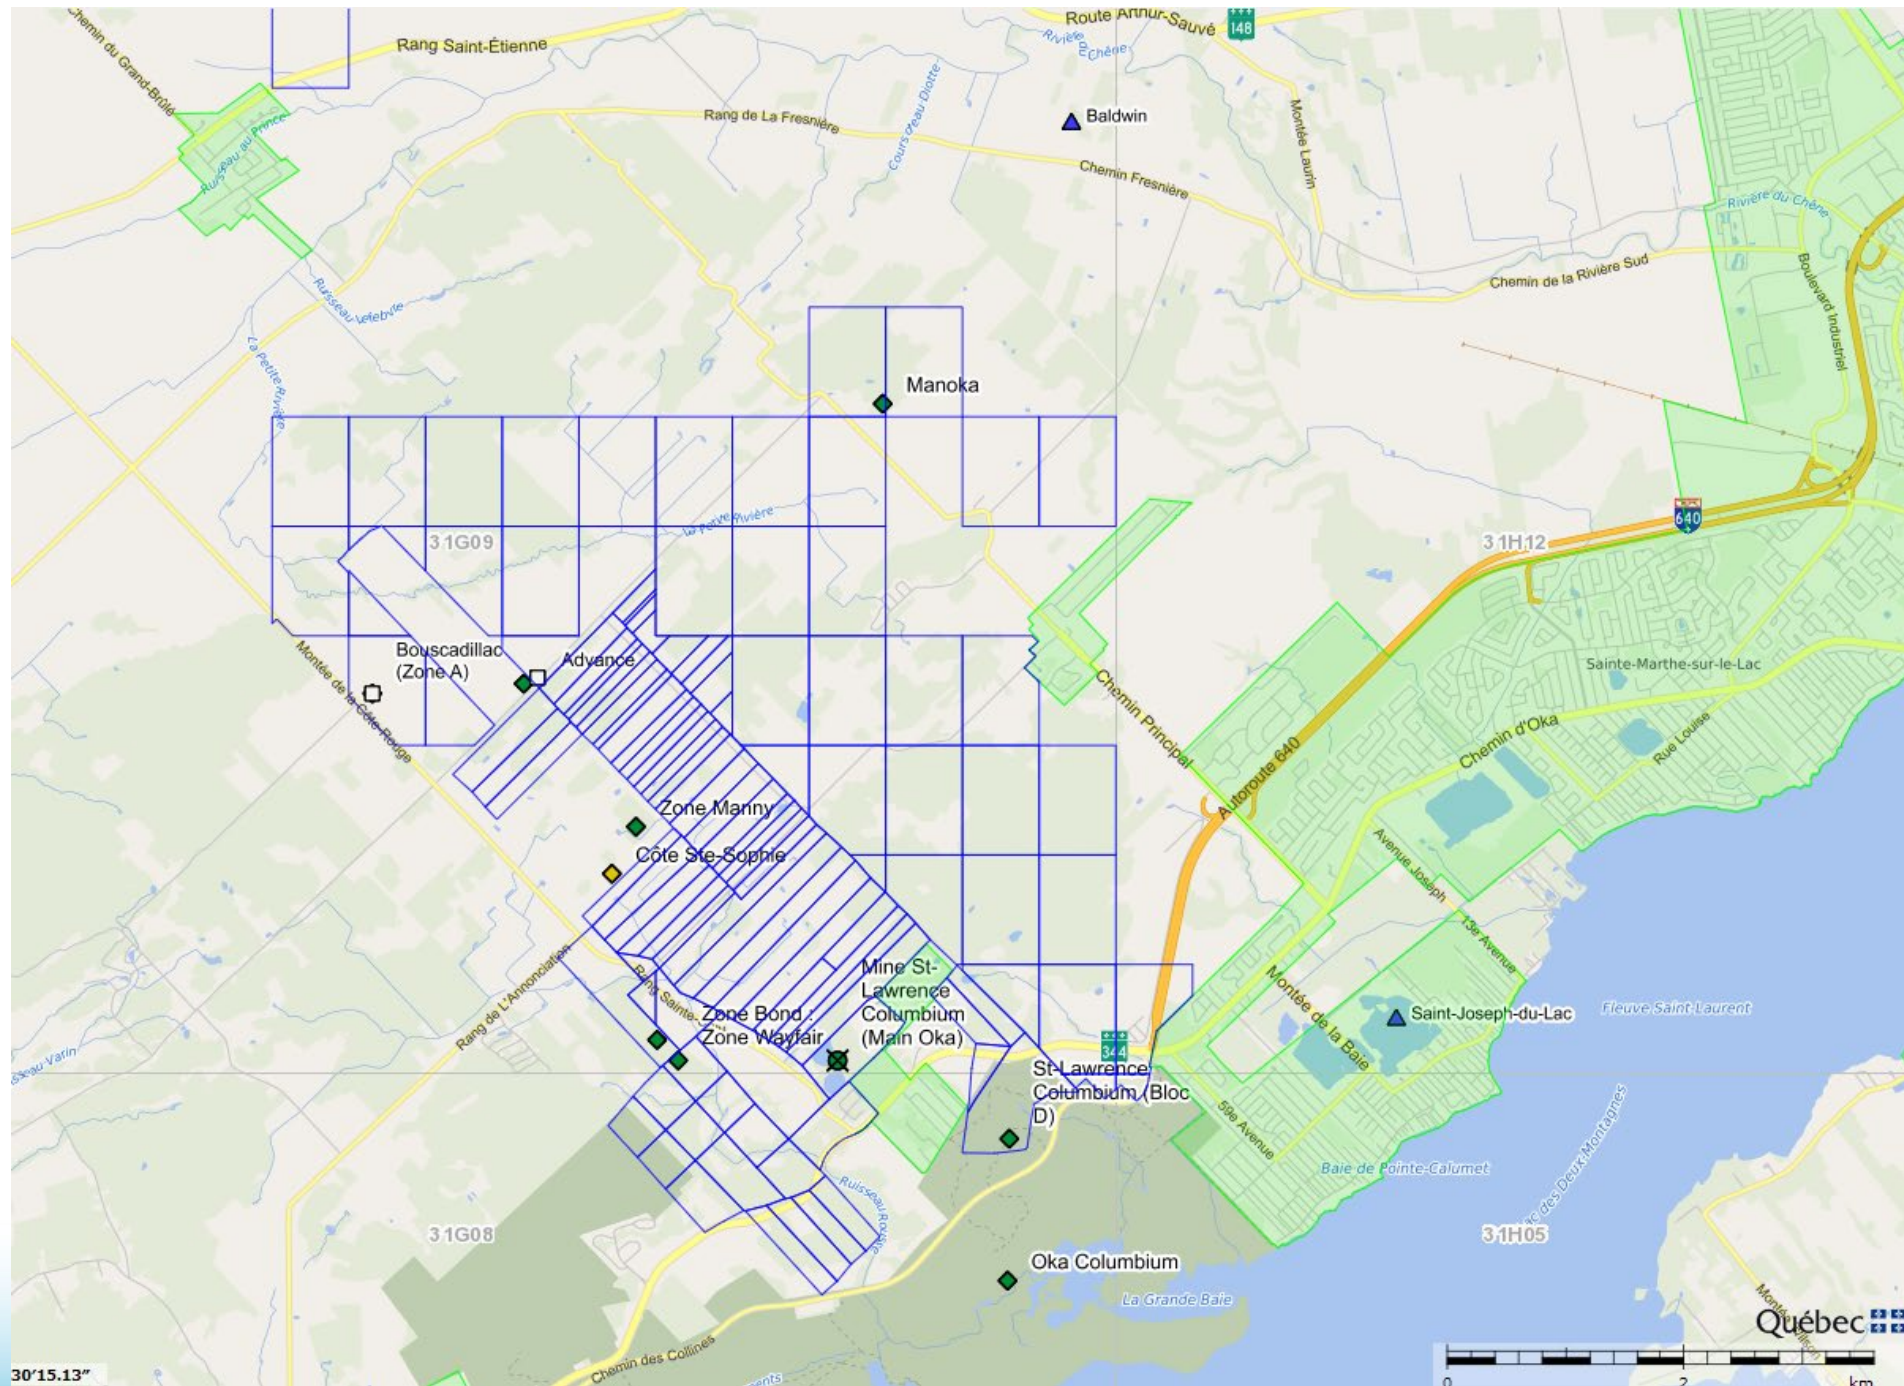 Chemin du Grand-Brûlé
Rang Saint-Étienne
Route Arthur-Sauvé
148
Rivière du
Chêne
Cours d'eau Diotte
Rang de La Fresnière
Baldwin
Montée Laurin
Chemin Fresnière
Ruisseau au Prince
Rivière du Chêne
Ruisseau Lefebvre
Chemin de la Rivière Sud
Boulevard Industriel
La Petite Rivière
Manoka
La Petite Rivière
640
31G09
31H12
Bouscadillac
(Zone A)
Advance
Montée de la Côte Rouge
Chemin Principal
Sainte-Marthe-sur-le-Lac
Chemin d'Oka
Rue Louise
Autoroute 640
Zone Manny
Côte Ste-Sophie
Avenue Joseph
13e Avenue
Rang de L'Annonciation
Rang Sainte-
Mine St-
Lawrence
Columbium
(Main Oka)
Zone Bond :
Zone Wayfair
Montée de la Baie
Saint-Joseph-du-Lac
Fleuve Saint-Laurent
344
St-Lawrence
Columbium (Bloc
D)
59e Avenue
Baie de Pointe-Calumet
Lac des Deux Montagnes
Ruisseau Rousse
31G08
31H05
Oka Columbium
La Grande Baie
Chemin des Collines
Québec
30'15.13"
0 2 km